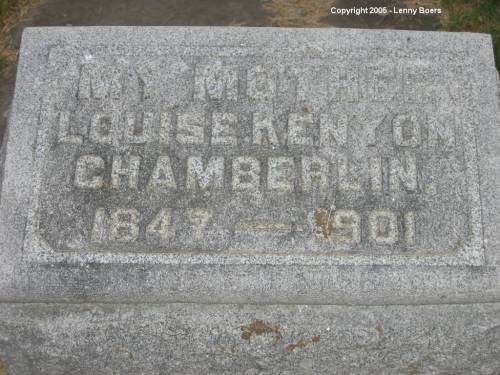 Copyright 2005 - Lenny Boers
MY MOTHER
LOUISE KENYON
CHAMBERLIN.
1847 — 1901